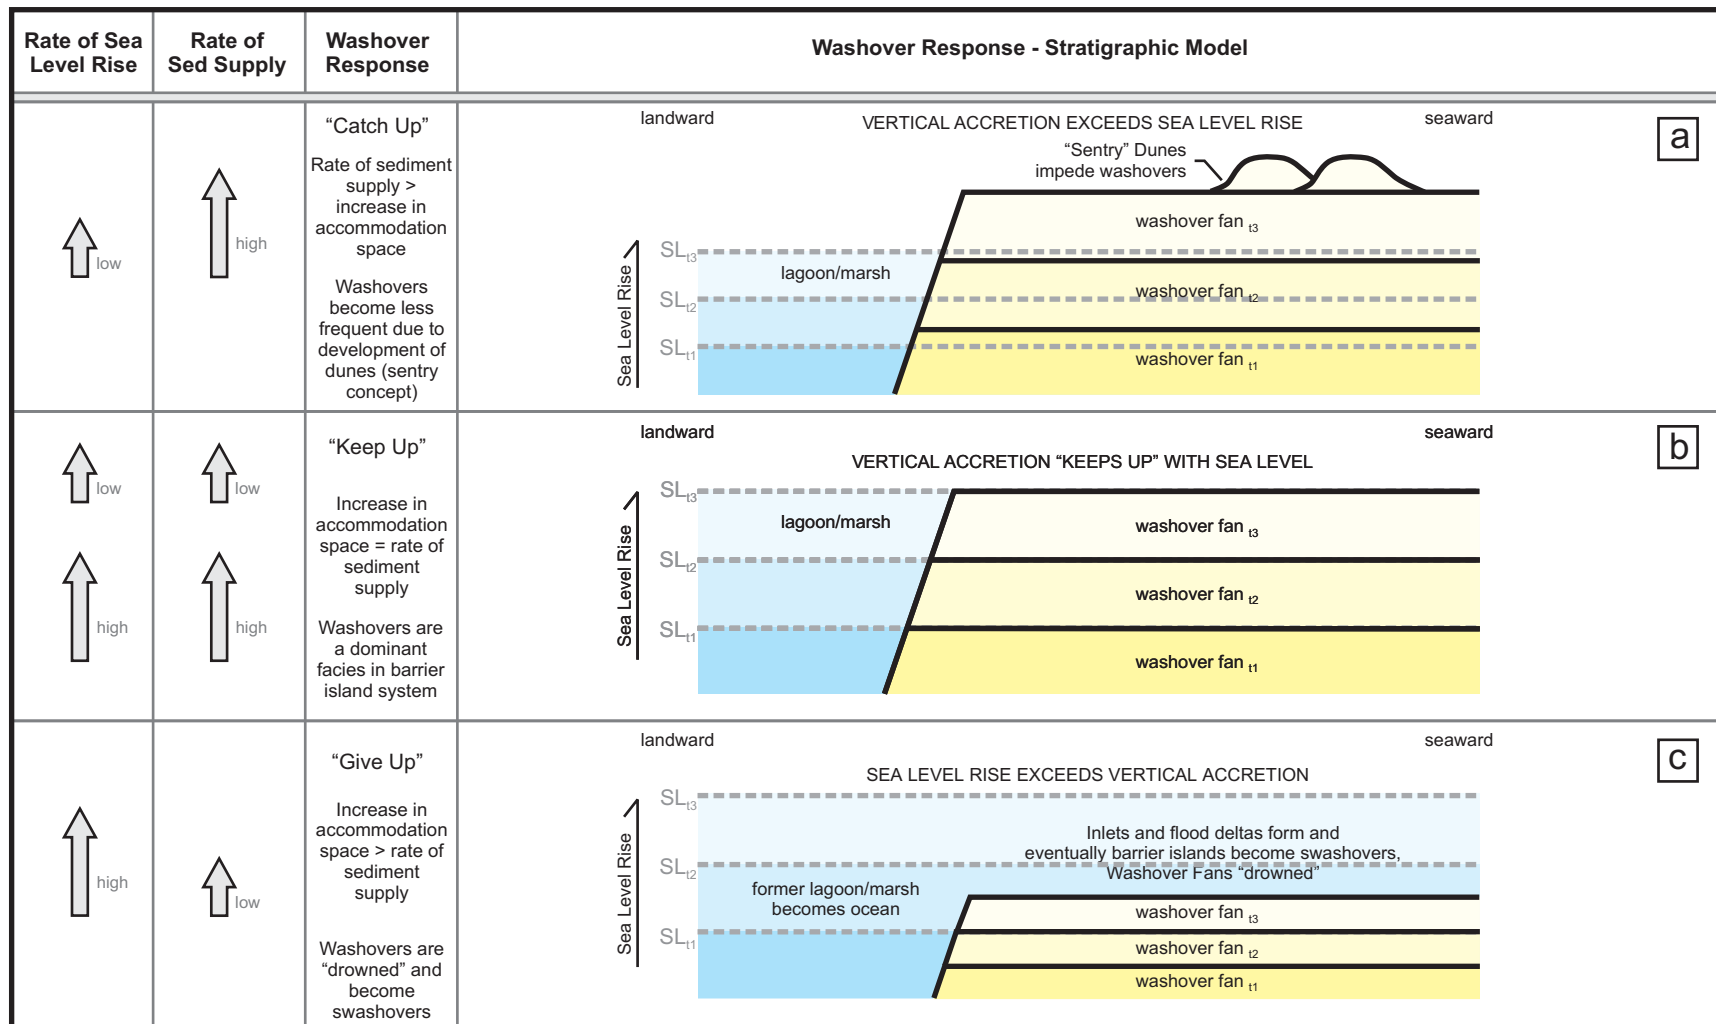 Rate of Sea
Level Rise
Rate of
Sed Supply
Washover
Response
Washover Response - Stratigraphic Model
low
high
“Catch Up”
Rate of sediment
supply >
increase in
accommodation
space
Washovers
become less
frequent due to
development of
dunes (sentry
concept)
landward
VERTICAL ACCRETION EXCEEDS SEA LEVEL RISE
seaward
a
“Sentry” Dunes
impede washovers
Sea Level Rise
SLt3
SLt2
SLt1
lagoon/marsh
washover fan t3
washover fan t2
washover fan t1
low
high
low
high
“Keep Up”
Increase in
accommodation
space = rate of
sediment
supply
Washovers are
a dominant
facies in barrier
island system
landward
seaward
b
VERTICAL ACCRETION “KEEPS UP” WITH SEA LEVEL
Sea Level Rise
SLt3
SLt2
SLt1
lagoon/marsh
washover fan t3
washover fan t2
washover fan t1
high
low
“Give Up”
Increase in
accommodation
space > rate of
sediment
supply
Washovers are
“drowned” and
become
swashovers
landward
seaward
c
SEA LEVEL RISE EXCEEDS VERTICAL ACCRETION
Sea Level Rise
SLt3
SLt2
SLt1
Inlets and flood deltas form and
eventually barrier islands become swashovers,
Washover Fans “drowned”
former lagoon/marsh
becomes ocean
washover fan t3
washover fan t2
washover fan t1